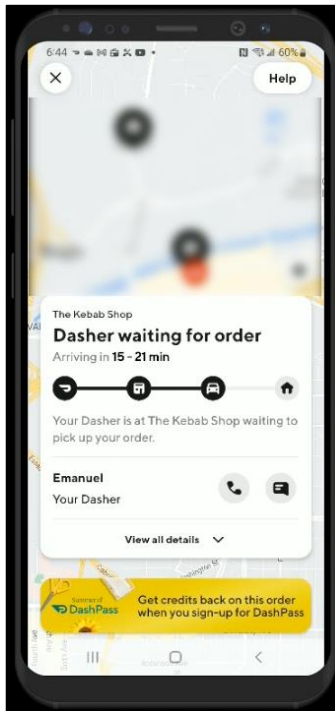 6:44
60%
Help
The Kebab Shop
Dasher waiting for order
Arriving in 15 - 21 min
Your Dasher is at The Kebab Shop waiting to
pick up your order.
Emanuel
Your Dasher
View all details
Summer of
DashPass
Get credits back on this order
when you sign-up for DashPass